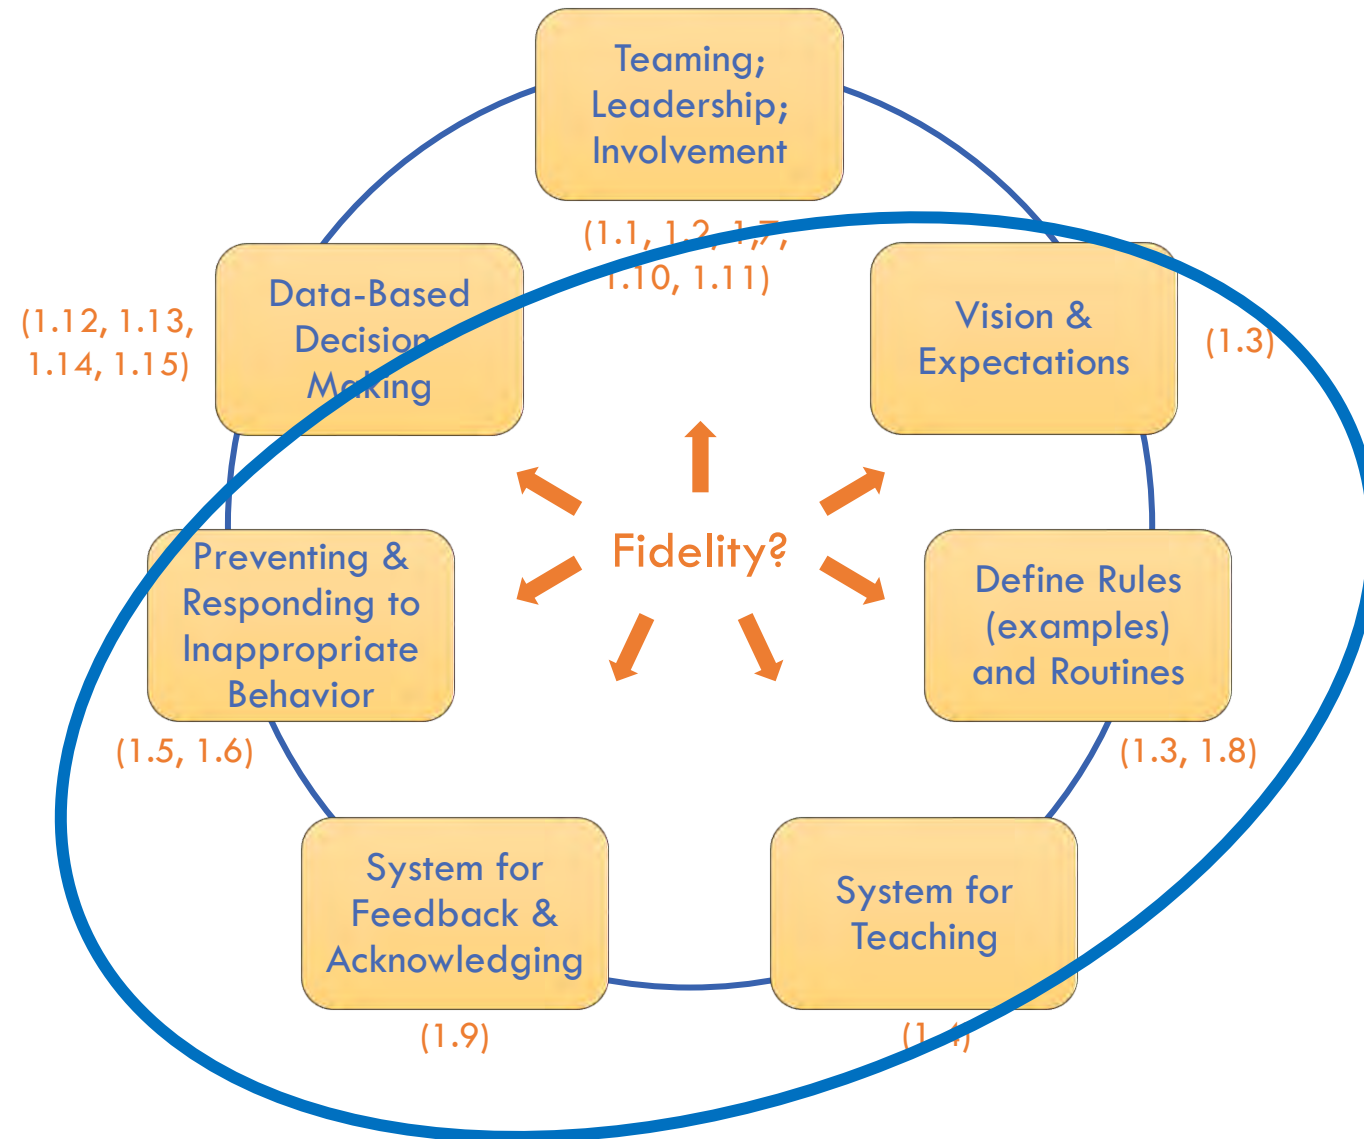 Teaming;
Leadership;
Involvement
(1.1, 1.2, 1,7,
1.10, 1.11)
Vision &
Expectations
(1.3)
Define Rules
(examples)
and Routines
(1.3, 1.8)
System for
Teaching
(1.4)
System for
Feedback &
Acknowledging
(1.9)
Preventing &
Responding to
Inappropriate
Behavior
(1.5, 1.6)
Data-Based
Decision
Making
(1.12, 1.13,
1.14, 1.15)
Fidelity?